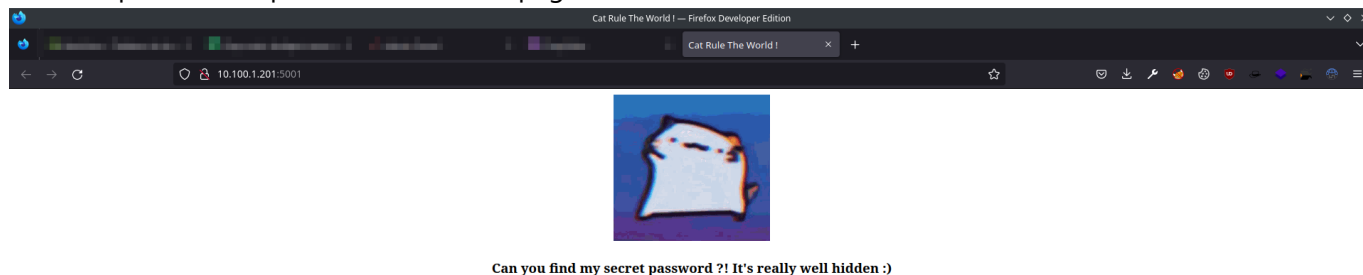 Cat Rule The World ! — Firefox Developer Edition
Cat Rule The World !
10.100.1.201:5001
Can you find my secret password ?! It's really well hidden :)